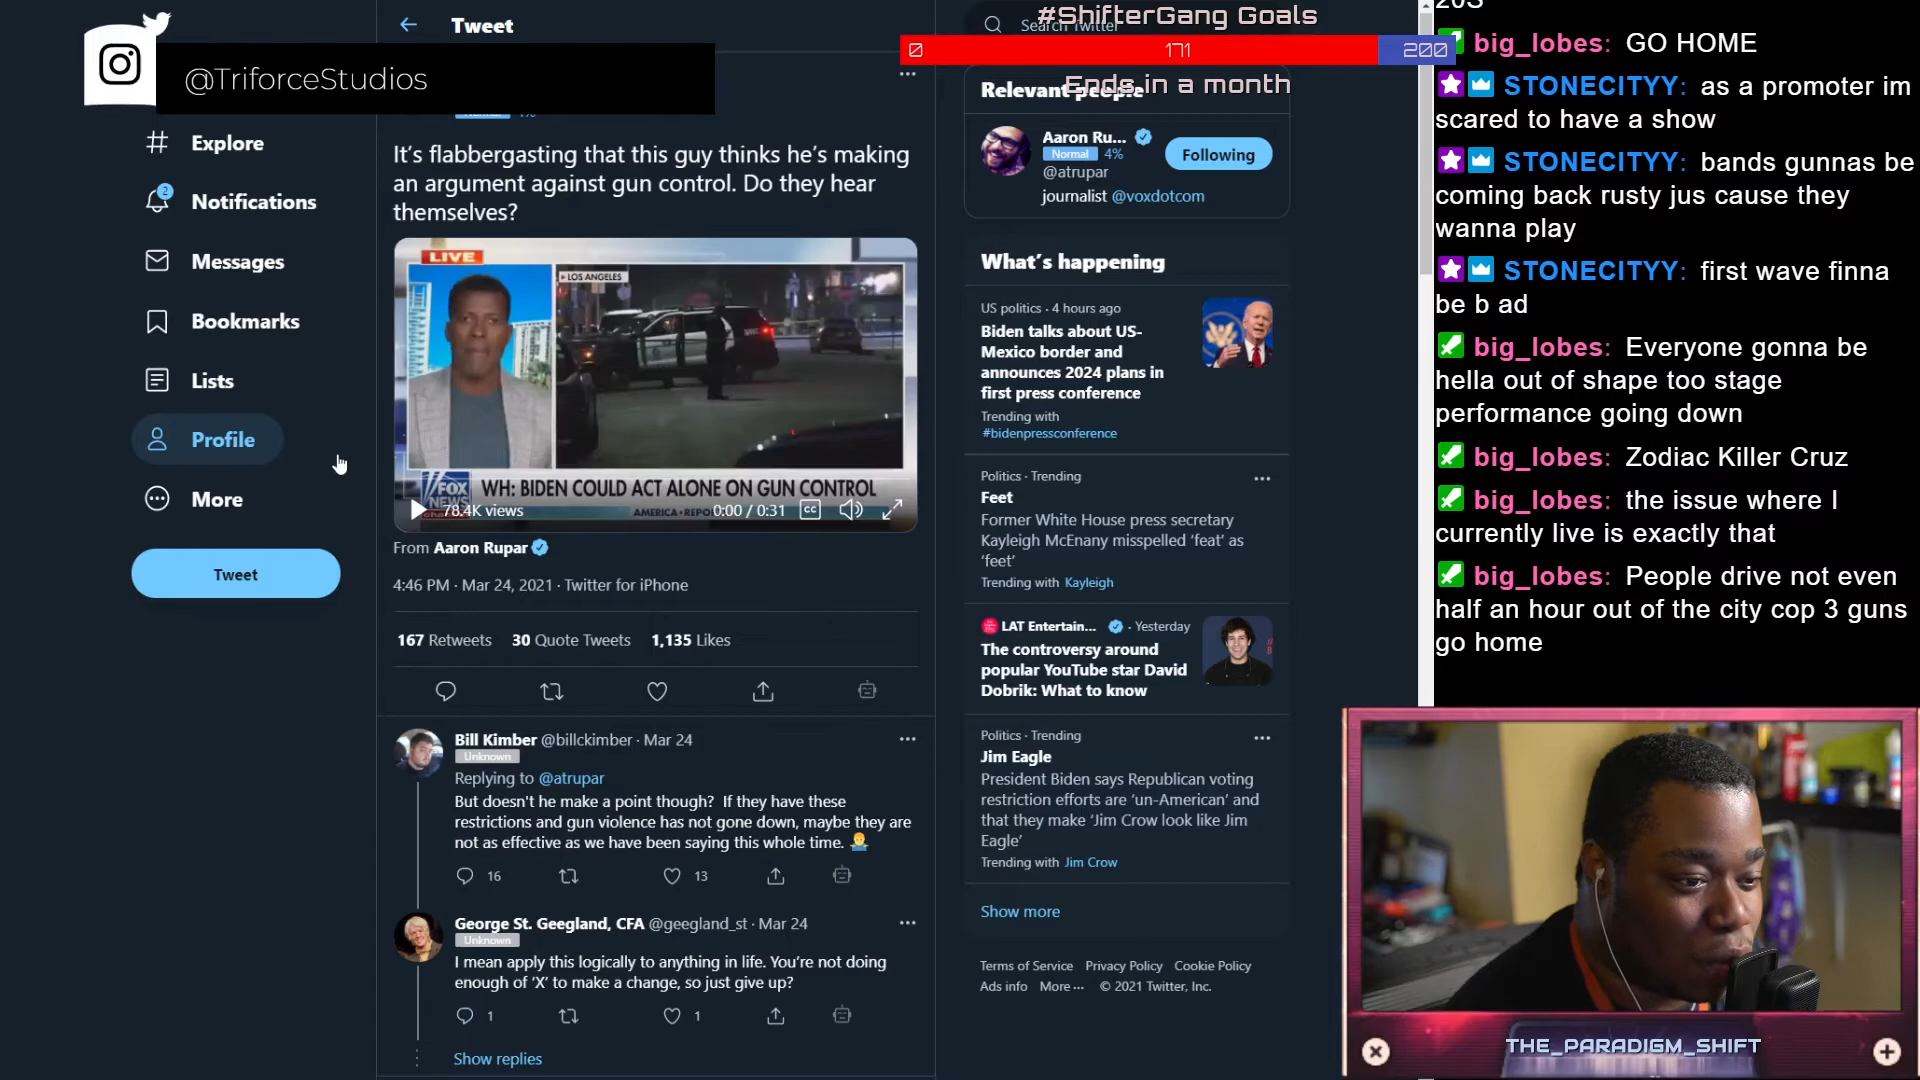 @TriforceStudios
Explore
2
Notifications
Messages
Bookmarks
Lists
Profile
More
Tweet
Tweet
It's flabbergasting that this guy thinks he's making
an argument against gun control. Do they hear
themselves?
LIVE
LOS ANGELES
FOX
NEWS
WH: BIDEN COULD ACT ALONE ON GUN CONTROL
78.4K views
0:00 / 0:31
CC
From Aaron Rupar
4:46 PM · Mar 24, 2021 · Twitter for iPhone
167 Retweets 30 Quote Tweets 1,135 Likes
Bill Kimber @billckimber · Mar 24
Unknown
Replying to @atrupar
But doesn't he make a point though? If they have these
restrictions and gun violence has not gone down, maybe they are
not as effective as we have been saying this whole time.
16 13
George St. Geegland, CFA @geegland_st · Mar 24
Unknown
I mean apply this logically to anything in life. You're not doing
enough of 'X' to make a change, so just give up?
1 1
Show replies
#ShifterGang Goals
Search Twitter
0 171 200
Ends in a month
Relevant people
Aaron Ru...
Normal 4%
@atrupar
Following
journalist @voxdotcom
What's happening
US politics · 4 hours ago
Biden talks about US-
Mexico border and
announces 2024 plans in
first press conference
Trending with
#bidenpressconference
Politics · Trending
Feet
Former White House press secretary
Kayleigh McEnany misspelled 'feat' as
'feet'
Trending with Kayleigh
LAT Entertain... · Yesterday
The controversy around
popular YouTube star David
Dobrik: What to know
Politics · Trending
Jim Eagle
President Biden says Republican voting
restriction efforts are 'un-American' and
that they make 'Jim Crow look like Jim
Eagle'
Trending with Jim Crow
Show more
Terms of Service Privacy Policy Cookie Policy
Ads info More ··· © 2021 Twitter, Inc.
big_lobes: GO HOME
STONECITYY: as a promoter im
scared to have a show
STONECITYY: bands gunnas be
coming back rusty jus cause they
wanna play
STONECITYY: first wave finna
be b ad
big_lobes: Everyone gonna be
hella out of shape too stage
performance going down
big_lobes: Zodiac Killer Cruz
big_lobes: the issue where I
currently live is exactly that
big_lobes: People drive not even
half an hour out of the city cop 3 guns
go home
THE_PARADIGM_SHIFT